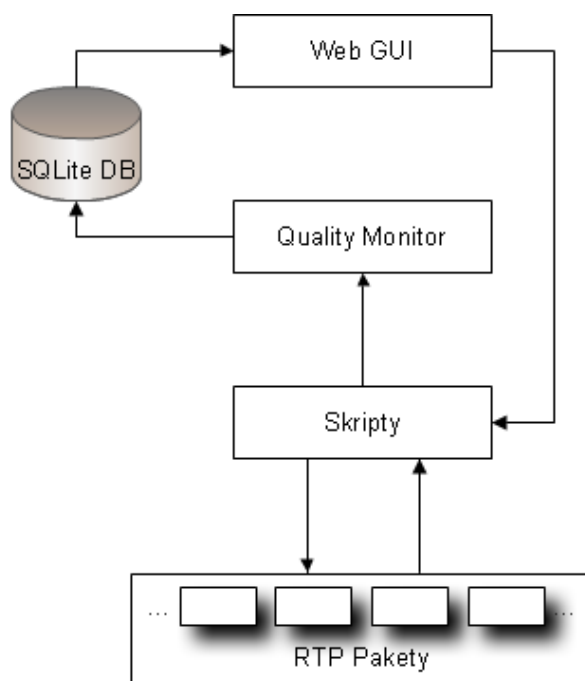 Web GUI
SQLite DB
Quality Monitor
Skripty
... ...
RTP Pakety